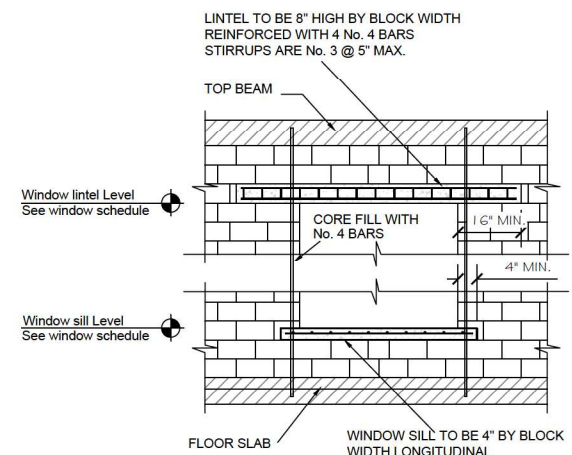 LINTEL TO BE 8" HIGH BY BLOCK WIDTH
REINFORCED WITH 4 No. 4 BARS
STIRRUPS ARE No. 3 @ 5" MAX.
TOP BEAM
Window lintel Level
See window schedule
CORE FILL WITH
No. 4 BARS
16" MIN.
4" MIN.
Window sill Level
See window schedule
FLOOR SLAB
WINDOW SILL TO BE 4" BY BLOCK
WIDTH LONGITUDINAL